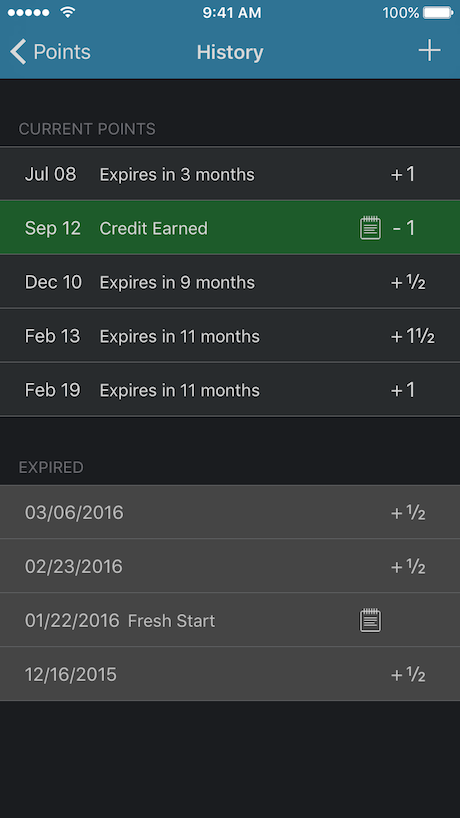 9:41 AM 100%
Points History +
CURRENT POINTS
Jul 08 Expires in 3 months +1
Sep 12 Credit Earned - 1
Dec 10 Expires in 9 months +½
Feb 13 Expires in 11 months +1½
Feb 19 Expires in 11 months +1
EXPIRED
03/06/2016 +½
02/23/2016 +½
01/22/2016 Fresh Start
12/16/2015 +½